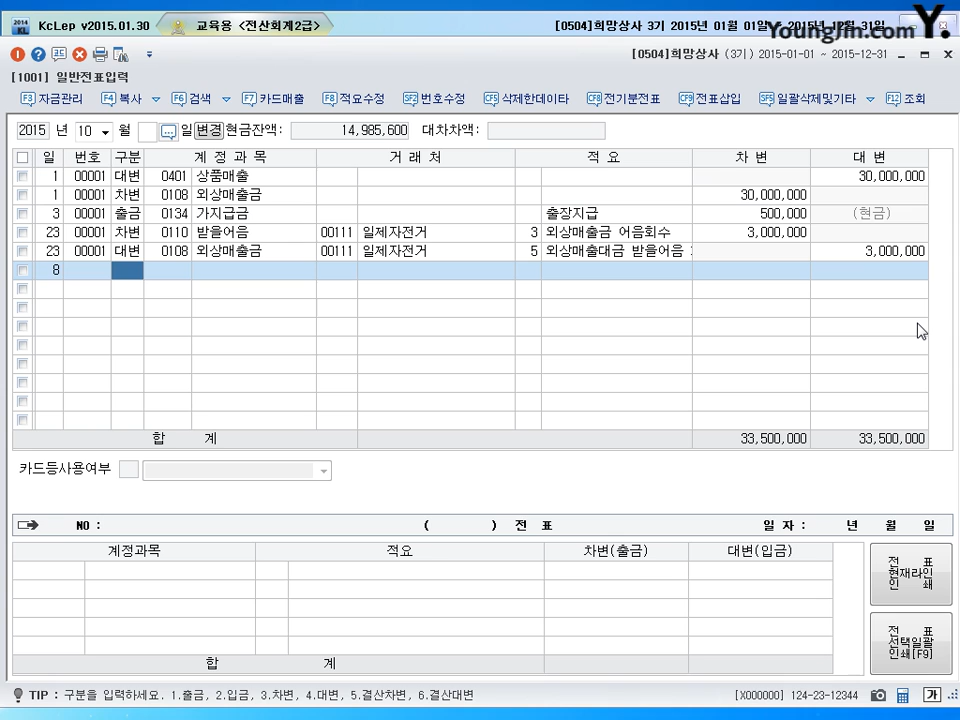 2014 KL KcLep v2015.01.30 교육용 <전산회계2급> [0504]희망상사 3기 2015년 01월 01일 ~ 2015년 12월 31일
YoungJin.com Y.
[0504]희망상사 (3기) 2015-01-01 ~ 2015-12-31
[1001] 일반전표입력
F3 자금관리 F4 복사 F6 검색 F7 카드매출 F8 적요수정 SF2 번호수정 CF5 삭제한데이타 CF8 전기분전표 CF9 전표삽입 SF5 일괄삭제및기타 F12 조회
2015 년 10 월 일 변경 현금잔액: 14,985,600 대차차액:
일 번호 구분 계 정 과 목 거 래 처 적 요 차 변 대 변
1 00001 대변 0401 상품매출 30,000,000
1 00001 차변 0108 외상매출금 30,000,000
3 00001 출금 0134 가지급금 출장지급 500,000 (현금)
23 00001 차변 0110 받을어음 00111 일제자전거 3 외상매출금 어음회수 3,000,000
23 00001 대변 0108 외상매출금 00111 일제자전거 5 외상매출대금 받을어음 3,000,000
8
합 계 33,500,000 33,500,000
카드등사용여부
NO : ( ) 전 표 일 자 : 년 월 일
계정과목 적요 차변(출금) 대변(입금)
전 표
현재라인
인 쇄
전 표
선택일괄
인쇄[F9]
합 계
TIP : 구분을 입력하세요. 1.출금, 2.입금, 3.차변, 4.대변, 5.결산차변, 6.결산대변 [X000000] 124-23-12344 가